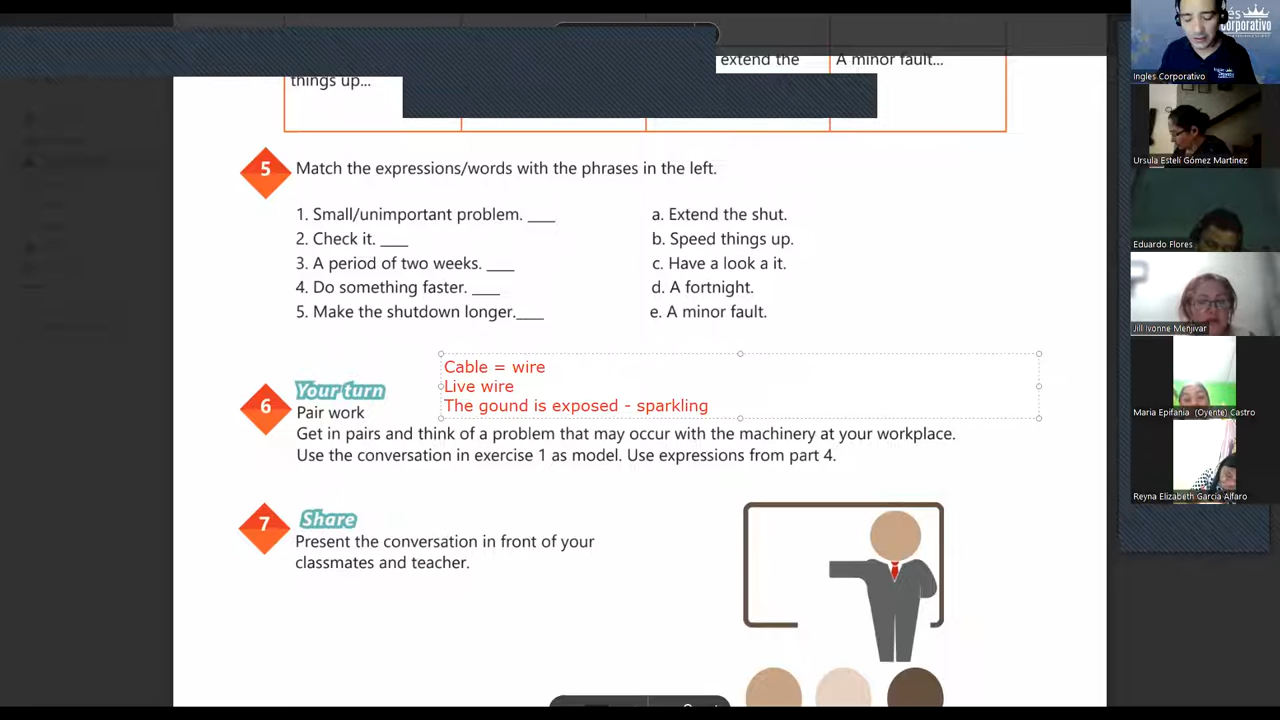 extend the
A minor fault...
things up...
5
Match the expressions/words with the phrases in the left.
1. Small/unimportant problem. ____
2. Check it. ____
3. A period of two weeks. ____
4. Do something faster. ____
5. Make the shutdown longer.____
a. Extend the shut.
b. Speed things up.
c. Have a look a it.
d. A fortnight.
e. A minor fault.
Cable = wire
Live wire
The gound is exposed - sparkling
6
Your turn
Pair work
Get in pairs and think of a problem that may occur with the machinery at your workplace.
Use the conversation in exercise 1 as model. Use expressions from part 4.
7
Share
Present the conversation in front of your
classmates and teacher.
Corporativo
Ingles Corporativo
Ursula Estelí Gómez Martinez
Eduardo Flores
Jill Ivonne Menjivar
Maria Epifania (Oyente) Castro
Reyna Elizabeth Garcia Alfaro